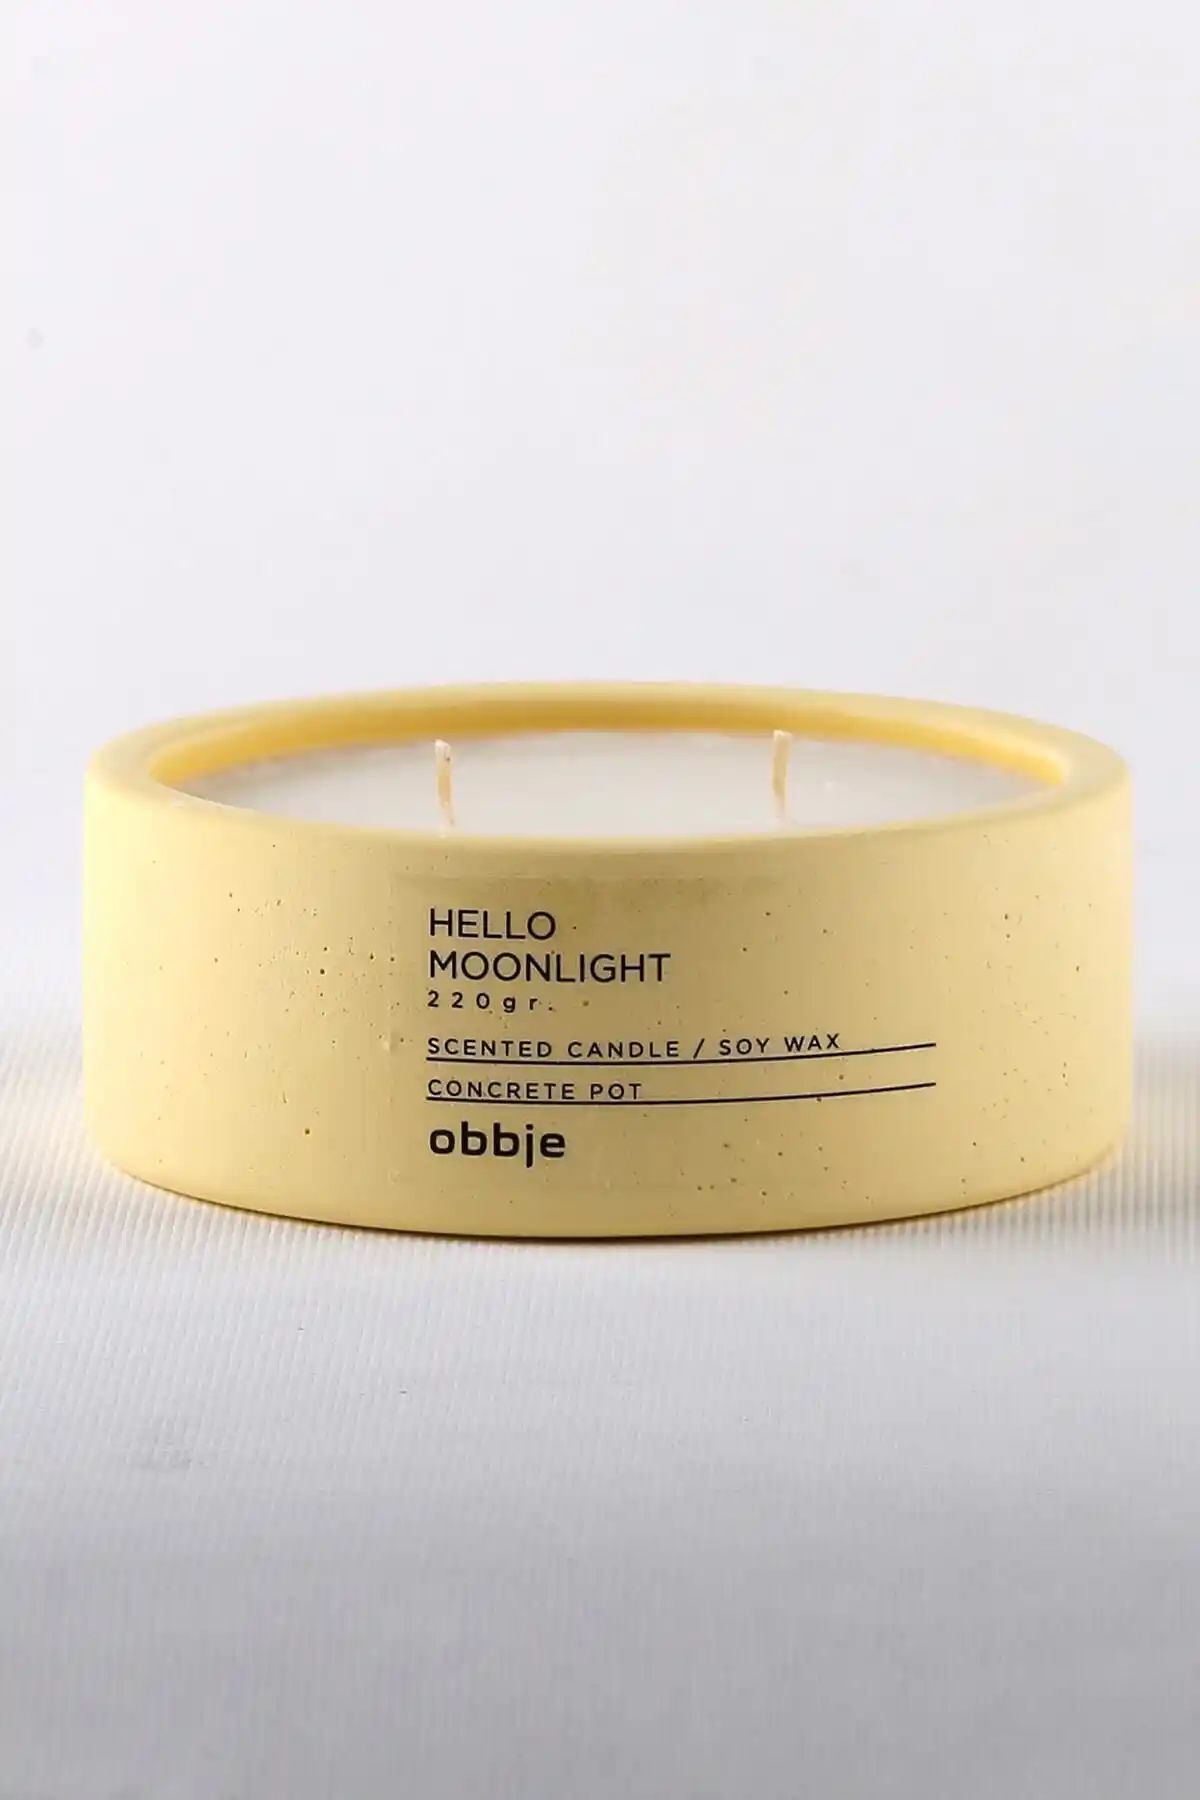 HELLO
MOONLIGHT
220gr.
SCENTED CANDLE / SOY WAX
CONCRETE POT
obbje